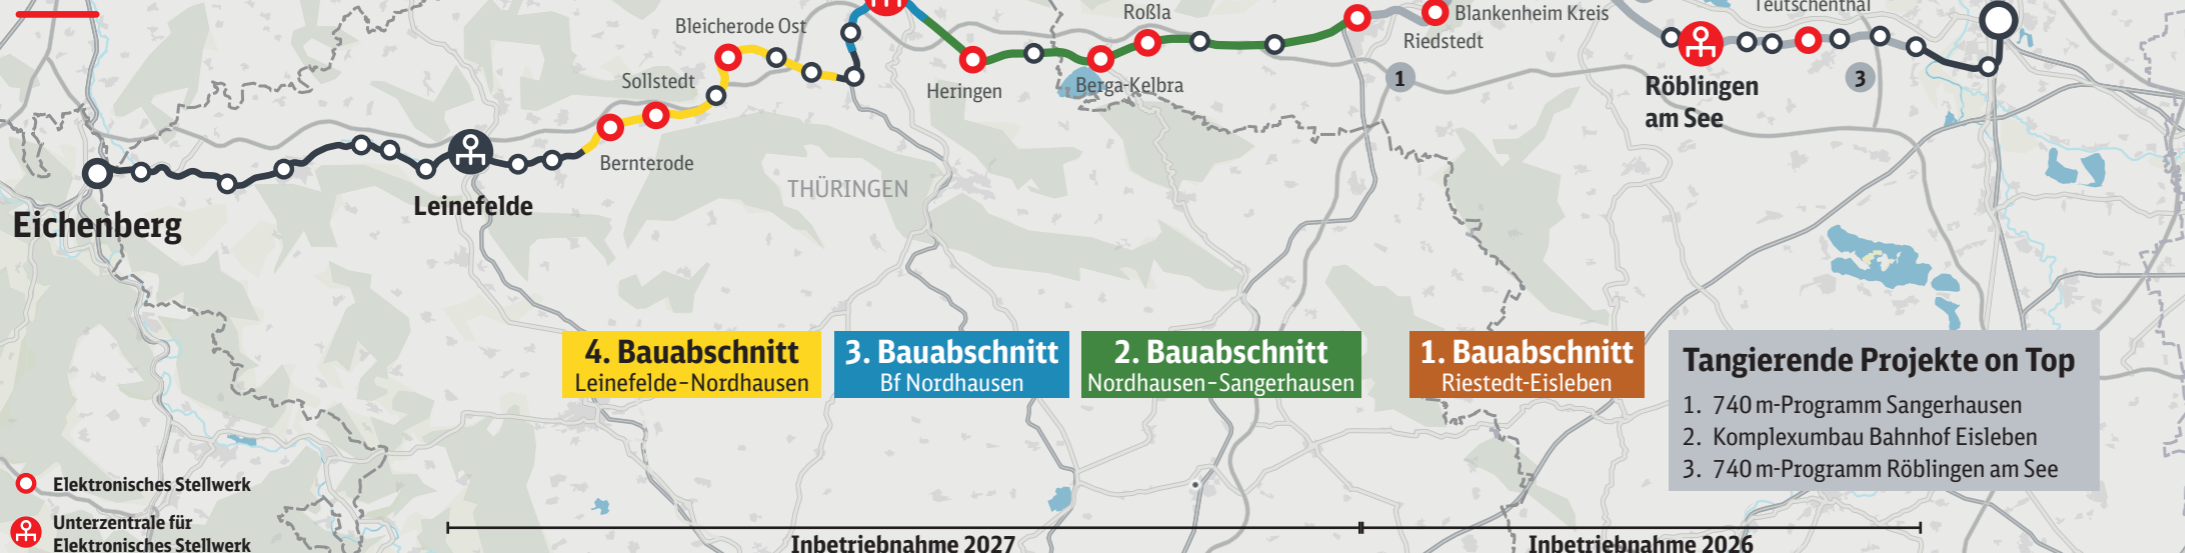 Teutschenthal
Roßla
Blankenheim Kreis
Riedstedt
Bleicherode Ost
Sollstedt
Heringen
Berga-Kelbra
1
3
Röblingen
am See
Bernterode
THÜRINGEN
Leinefelde
Eichenberg
4. Bauabschnitt
Leinefelde–Nordhausen
3. Bauabschnitt
Bf Nordhausen
2. Bauabschnitt
Nordhausen–Sangerhausen
1. Bauabschnitt
Riestedt-Eisleben
Tangierende Projekte on Top
1. 740 m-Programm Sangerhausen
2. Komplexumbau Bahnhof Eisleben
3. 740 m-Programm Röblingen am See
Elektronisches Stellwerk
Unterzentrale für
Elektronisches Stellwerk
Inbetriebnahme 2027
Inbetriebnahme 2026